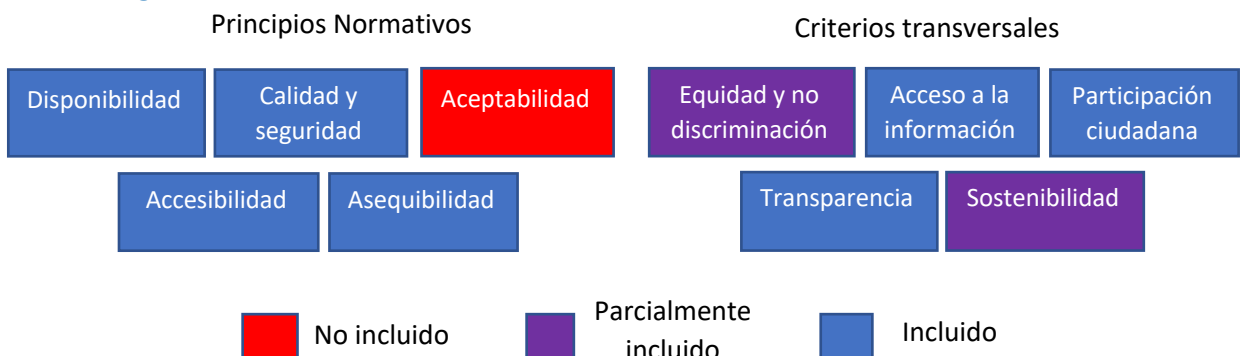 Principios Normativos
Criterios transversales
Disponibilidad
Calidad y
seguridad
Aceptabilidad
Equidad y no
discriminación
Acceso a la
información
Participación
ciudadana
Accesibilidad
Asequibilidad
Transparencia
Sostenibilidad
No incluido
Parcialmente
incluido
Incluido